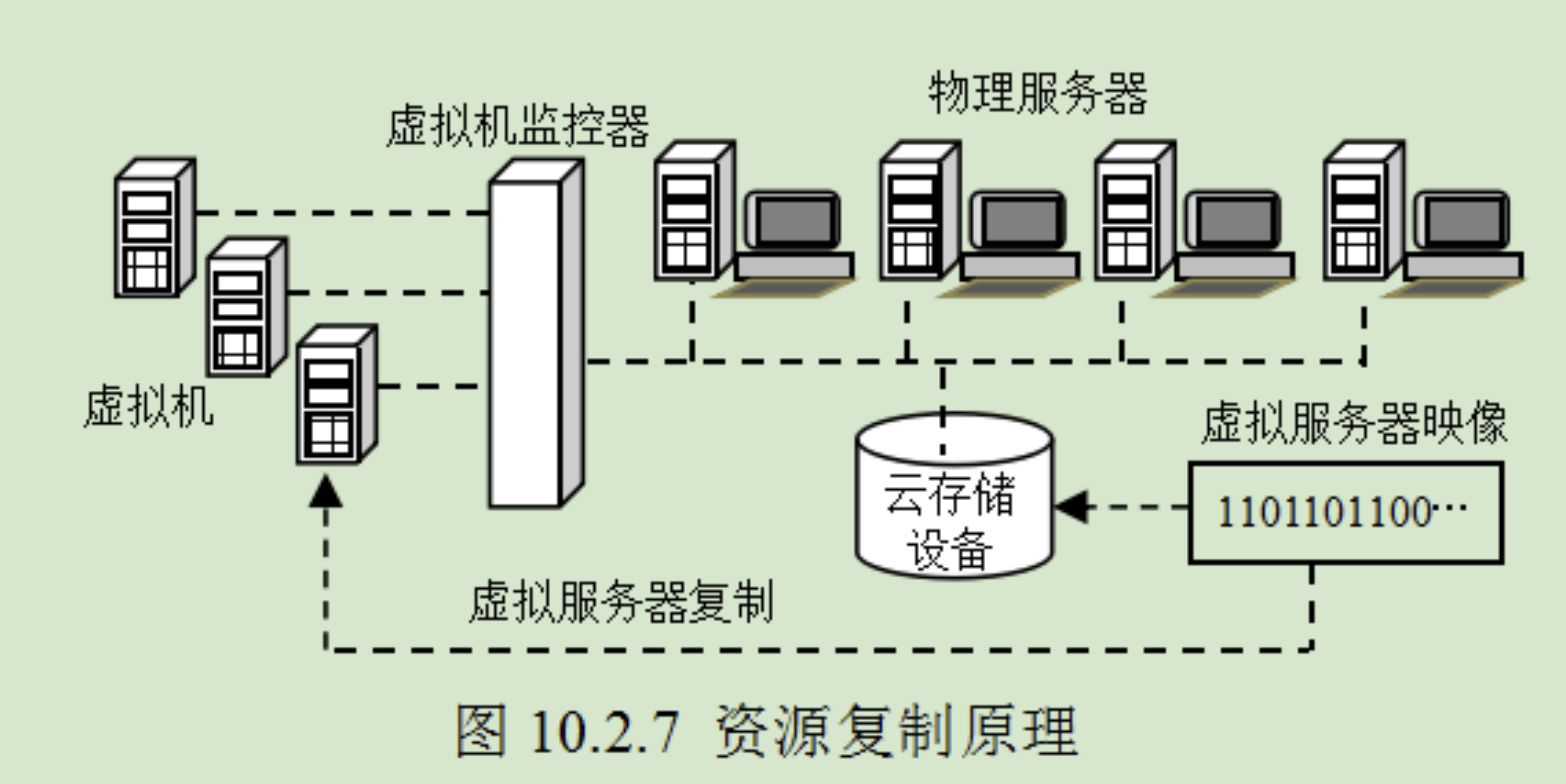 物理服务器
虚拟机监控器
虚拟机
虚拟服务器映像
云存储
设备
1101101100…
虚拟服务器复制
图 10.2.7 资源复制原理